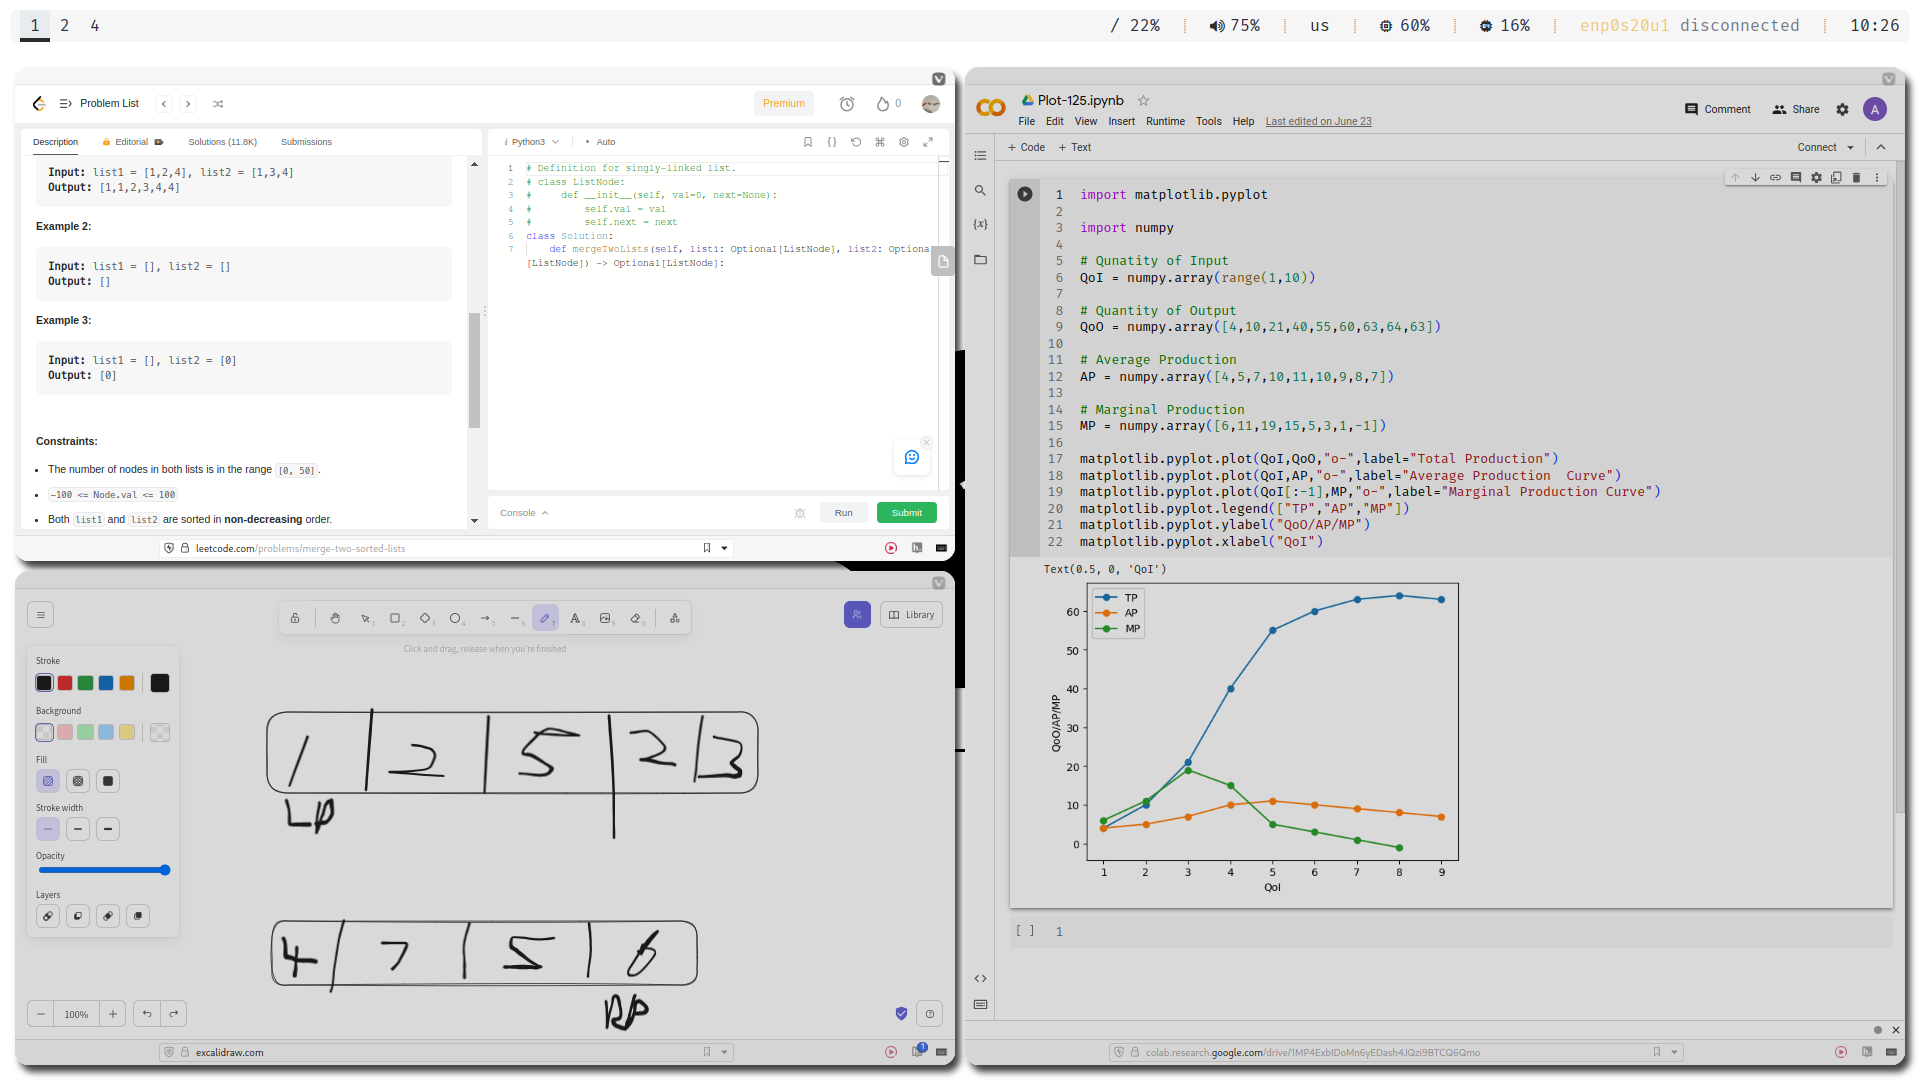 1 2 4
/ 22% 75% us 60% 16% enp0s20u1 disconnected 10:26
Problem List Premium 0
Description Editorial Solutions (11.8K) Submissions
Input: list1 = [1,2,4], list2 = [1,3,4]
Output: [1,1,2,3,4,4]
Example 2:
Input: list1 = [], list2 = []
Output: []
Example 3:
Input: list1 = [], list2 = [0]
Output: [0]
Constraints:
• The number of nodes in both lists is in the range [0, 50].
• -100 <= Node.val <= 100
• Both list1 and list2 are sorted in non-decreasing order.
i Python3 • Auto
1 # Definition for singly-linked list.
2 # class ListNode:
3 #     def __init__(self, val=0, next=None):
4 #         self.val = val
5 #         self.next = next
6 class Solution:
7     def mergeTwoLists(self, list1: Optional[ListNode], list2: Optional
[ListNode]) -> Optional[ListNode]:
Console Run Submit
leetcode.com/problems/merge-two-sorted-lists
Library
Click and drag, release when you're finished
Stroke
Background
Fill
Stroke width
Opacity
Layers
1 2 5 2 3
LP
4 7 5 6
RP
100%
excalidraw.com 1
Plot-125.ipynb
File Edit View Insert Runtime Tools Help Last edited on June 23
Comment Share A
+ Code + Text Connect
1 import matplotlib.pyplot
2
3 import numpy
4
5 # Qunatity of Input
6 QoI = numpy.array(range(1,10))
7
8 # Quantity of Output
9 QoO = numpy.array([4,10,21,40,55,60,63,64,63])
10
11 # Average Production
12 AP = numpy.array([4,5,7,10,11,10,9,8,7])
13
14 # Marginal Production
15 MP = numpy.array([6,11,19,15,5,3,1,-1])
16
17 matplotlib.pyplot.plot(QoI,QoO,"o-",label="Total Production")
18 matplotlib.pyplot.plot(QoI,AP,"o-",label="Average Production  Curve")
19 matplotlib.pyplot.plot(QoI[:-1],MP,"o-",label="Marginal Production Curve")
20 matplotlib.pyplot.legend(["TP","AP","MP"])
21 matplotlib.pyplot.ylabel("QoO/AP/MP")
22 matplotlib.pyplot.xlabel("QoI")
Text(0.5, 0, 'QoI')
TP
AP
MP
60
50
40
30
20
10
0
QoO/AP/MP
1 2 3 4 5 6 7 8 9
QoI
[ ] 1
colab.research.google.com/drive/1MP4ExbIDoMn6yEDash4JQzi9BTCQ6Qmo